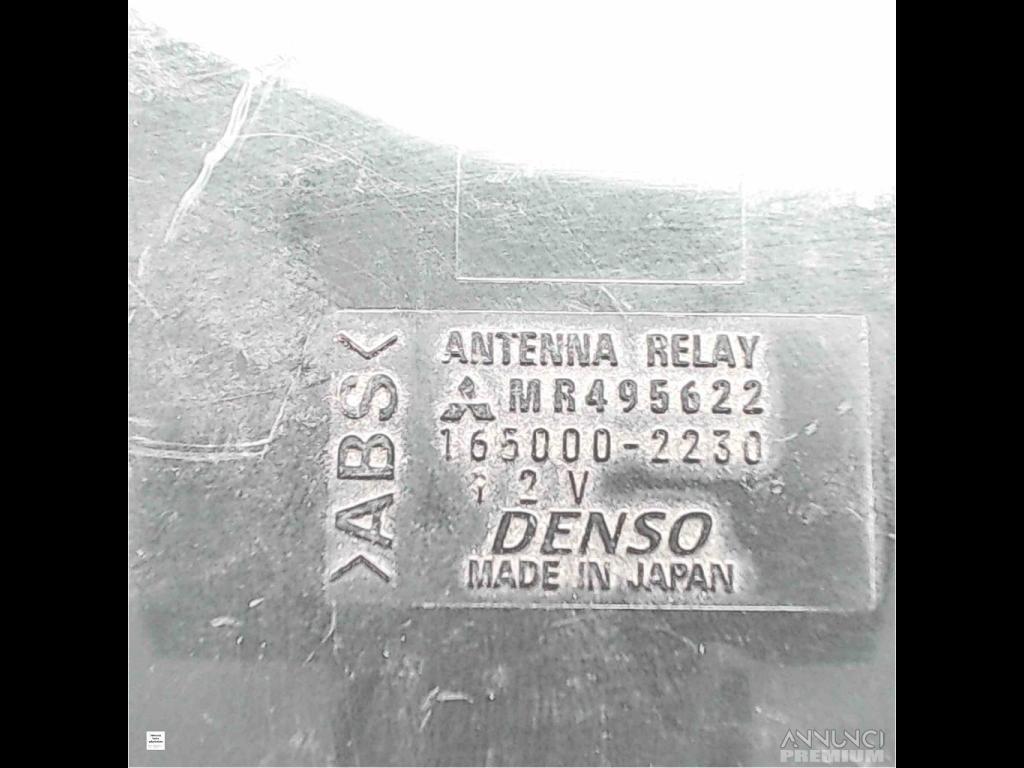 ANTENNA RELAY
MR495622
165000-2230
12V
DENSO
MADE IN JAPAN
>ABS<
ANNUNCI
PREMIUM